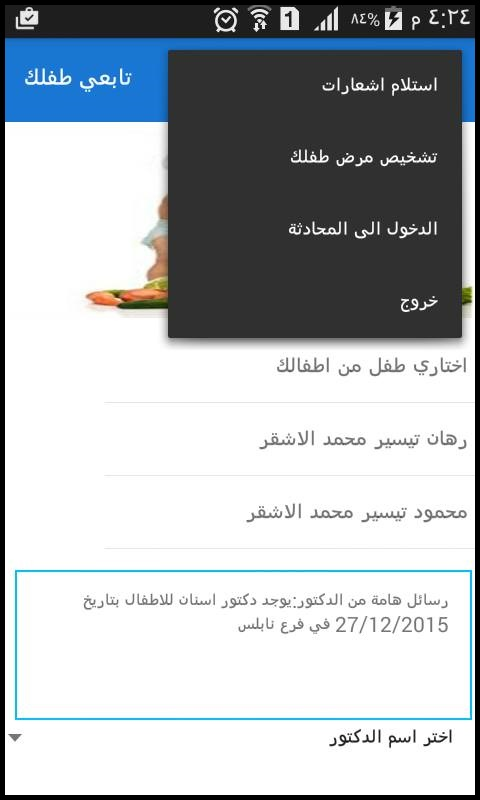 ٤:٢٤ م ٨٤% 1
تابعي طفلك
استلام اشعارات
تشخيص مرض طفلك
الدخول الى المحادثة
خروج
اختاري طفل من اطفالك
رهان تيسير محمد الاشقر
محمود تيسير محمد الاشقر
رسائل هامة من الدكتور:يوجد دكتور اسنان للاطفال بتاريخ
27/12/2015 في فرع نابلس
اختر اسم الدكتور